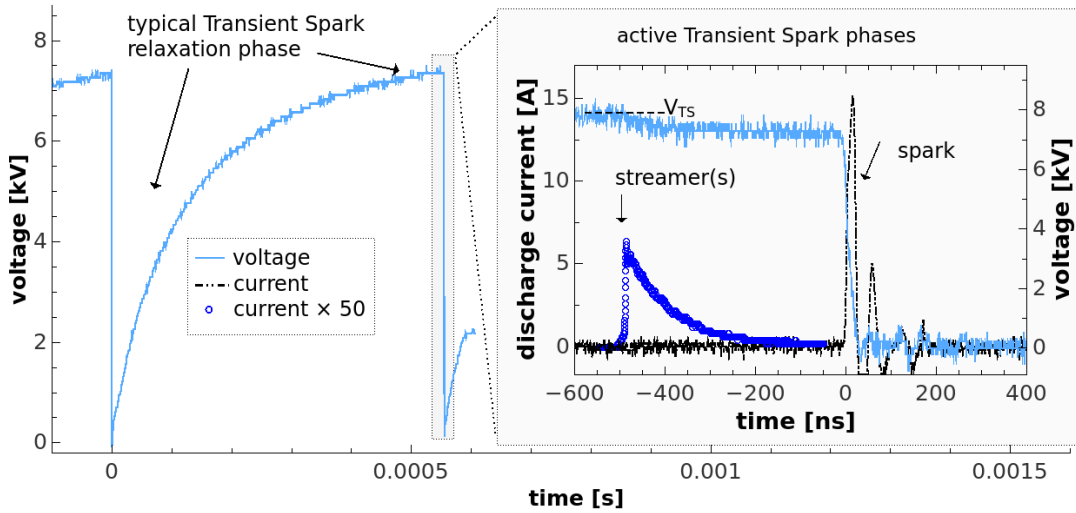 typical Transient Spark
relaxation phase
voltage [kV]
8
6
4
2
0
voltage
current
current × 50
0
0.0005
0.001
0.0015
time [s]
active Transient Spark phases
discharge current [A]
15
10
5
0
V_TS
streamer(s)
spark
8
6
4
2
0
voltage [kV]
−600
−400
−200
0
200
400
time [ns]